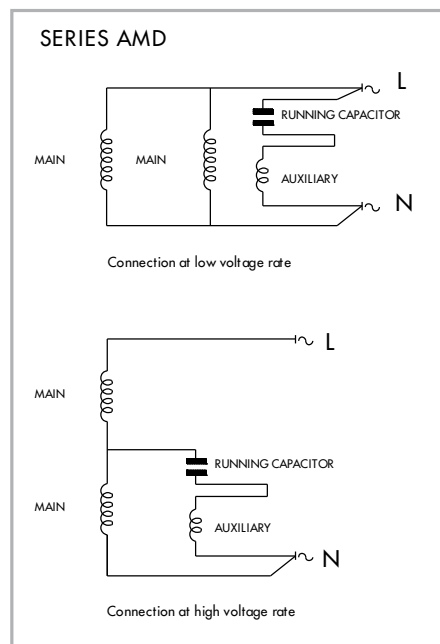 SERIES AMD
L
RUNNING CAPACITOR
MAIN
MAIN
AUXILIARY
N
Connection at low voltage rate
L
MAIN
RUNNING CAPACITOR
MAIN
AUXILIARY
N
Connection at high voltage rate